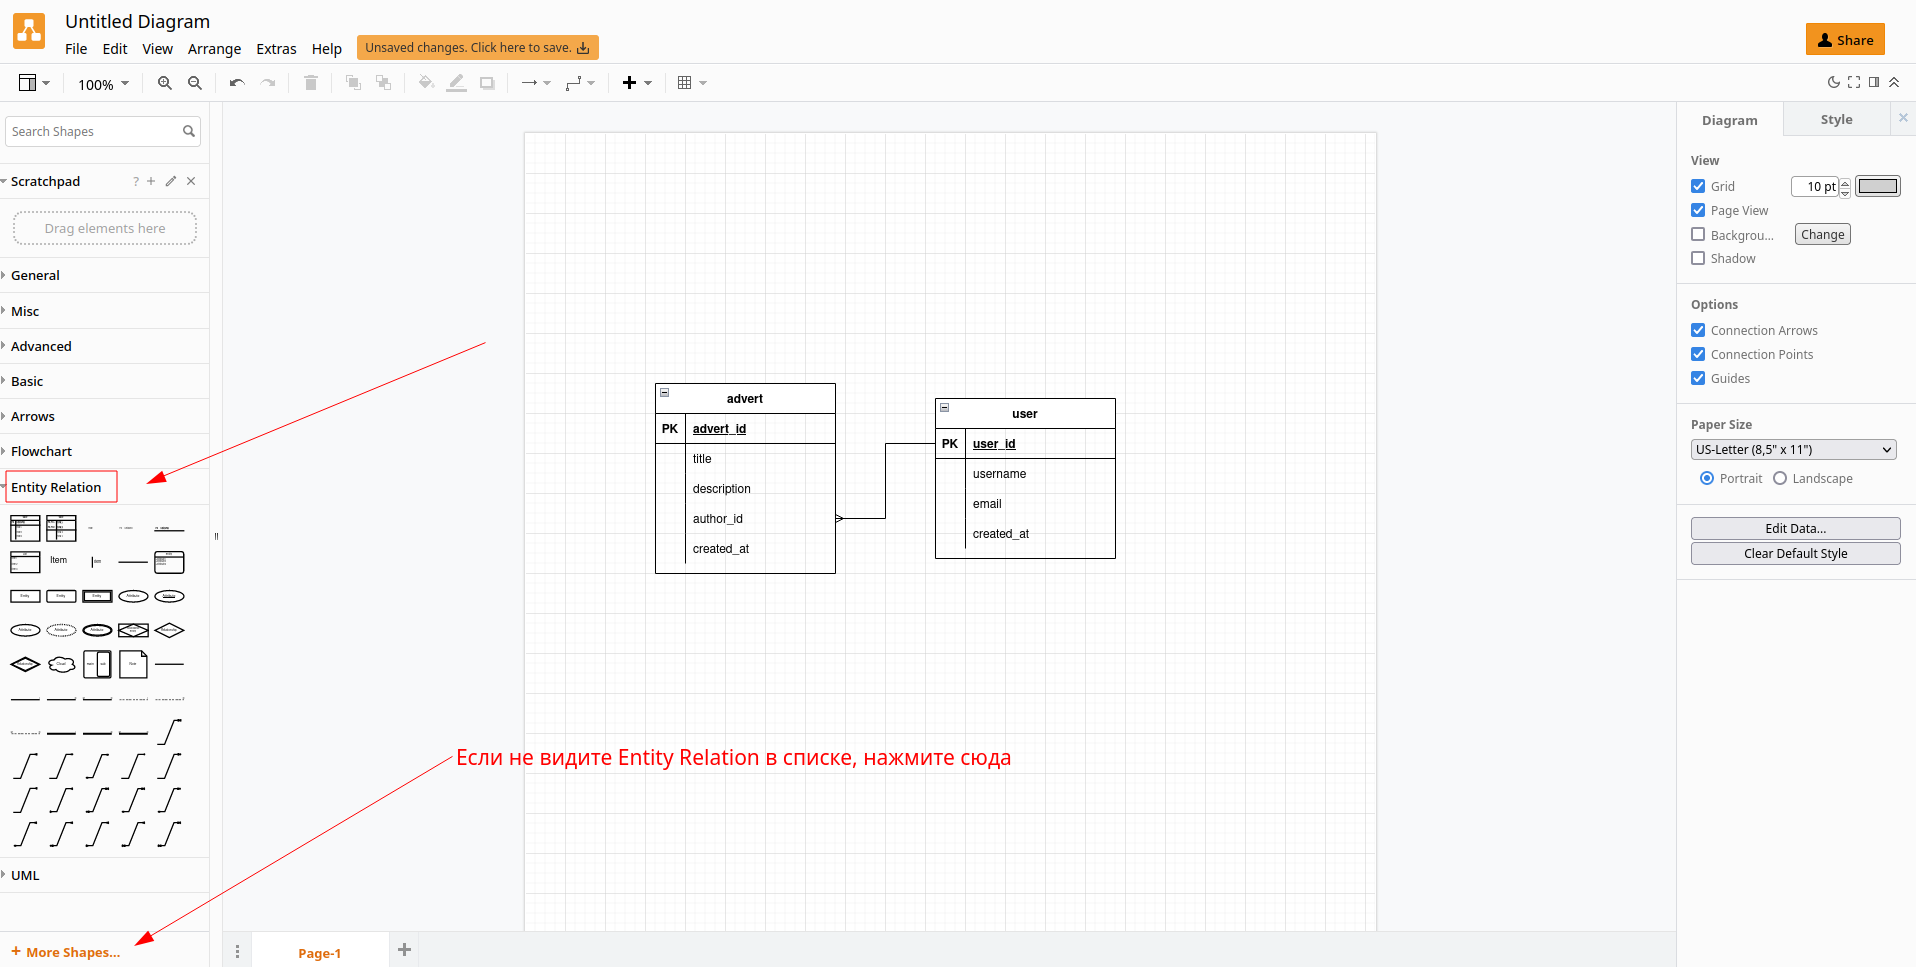 Untitled Diagram
File Edit View Arrange Extras Help
Unsaved changes. Click here to save.
Share
100%
Search Shapes
Scratchpad ? + ✕
Drag elements here
General
Misc
Advanced
Basic
Arrows
Flowchart
Entity Relation
Item
UML
+ More Shapes...
advert
PK advert_id
title
description
author_id
created_at
user
PK user_id
username
email
created_at
Если не видите Entity Relation в списке, нажмите сюда
Page-1
Diagram Style
View
Grid 10 pt
Page View
Backgrou... Change
Shadow
Options
Connection Arrows
Connection Points
Guides
Paper Size
US-Letter (8,5" x 11")
Portrait Landscape
Edit Data...
Clear Default Style